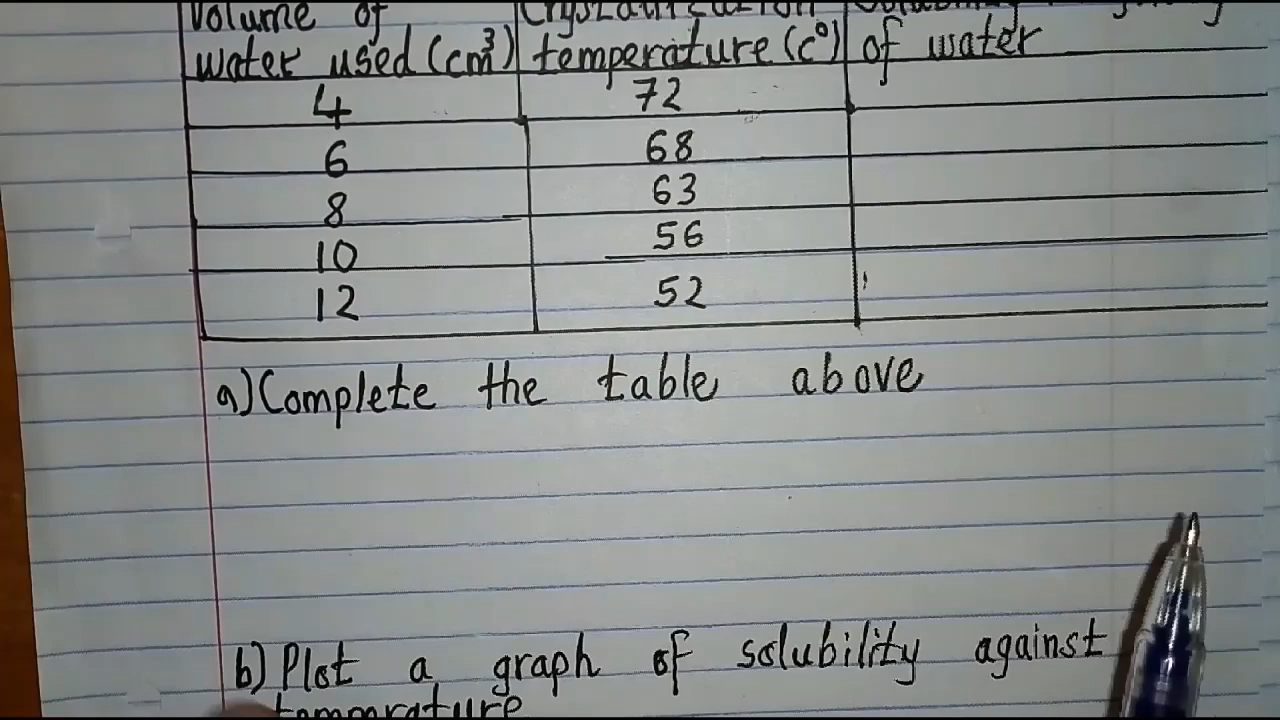 volume of
water used (cm³) temperature (c°) of water
4 72
6 68
8 63
10 56
12 52
a) Complete the table above
b) Plot a graph of solubility against
temperature